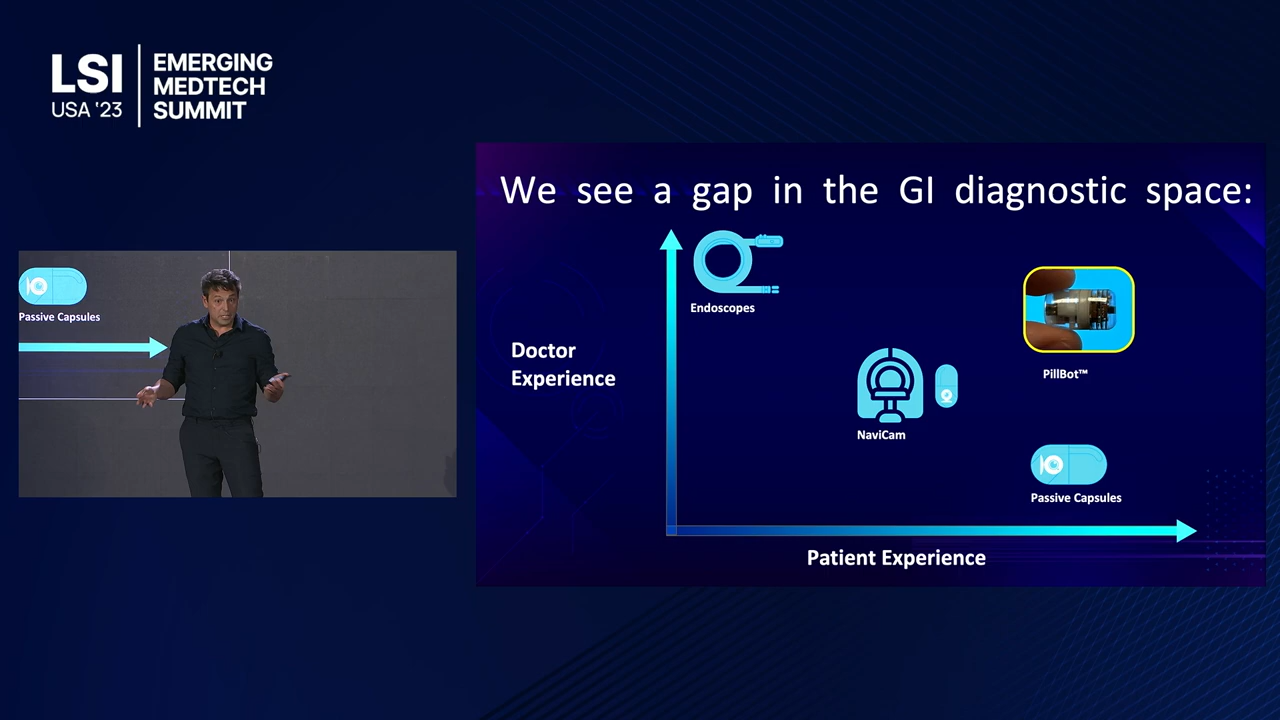 LSI
USA ‘23
EMERGING
MEDTECH
SUMMIT
We see a gap in the GI diagnostic space:
Endoscopes
Doctor
Experience
PillBot™
NaviCam
Passive Capsules
Patient Experience
Passive Capsules